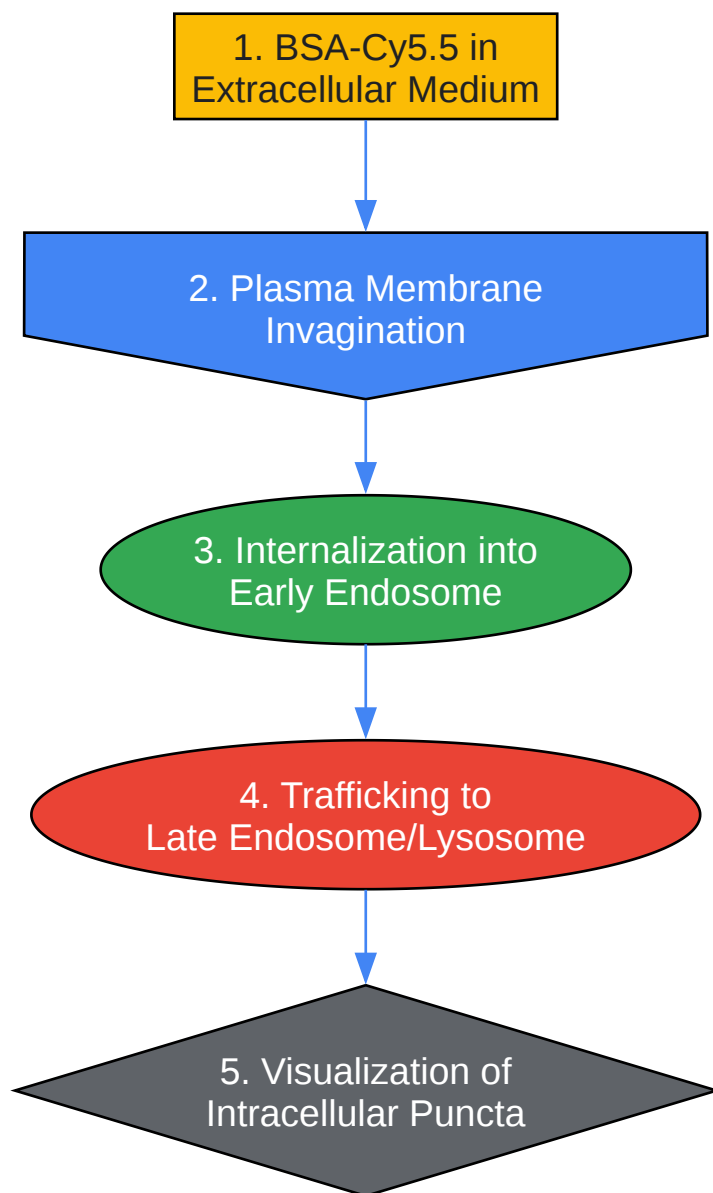 1. BSA-Cy5.5 in
Extracellular Medium
2. Plasma Membrane
Invagination
3. Internalization into
Early Endosome
4. Trafficking to
Late Endosome/Lysosome
5. Visualization of
Intracellular Puncta